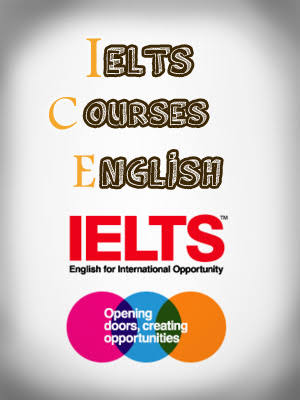 IELTS
COURSES
ENGLISH
IELTS™
English for International Opportunity
Opening
doors, creating
opportunities